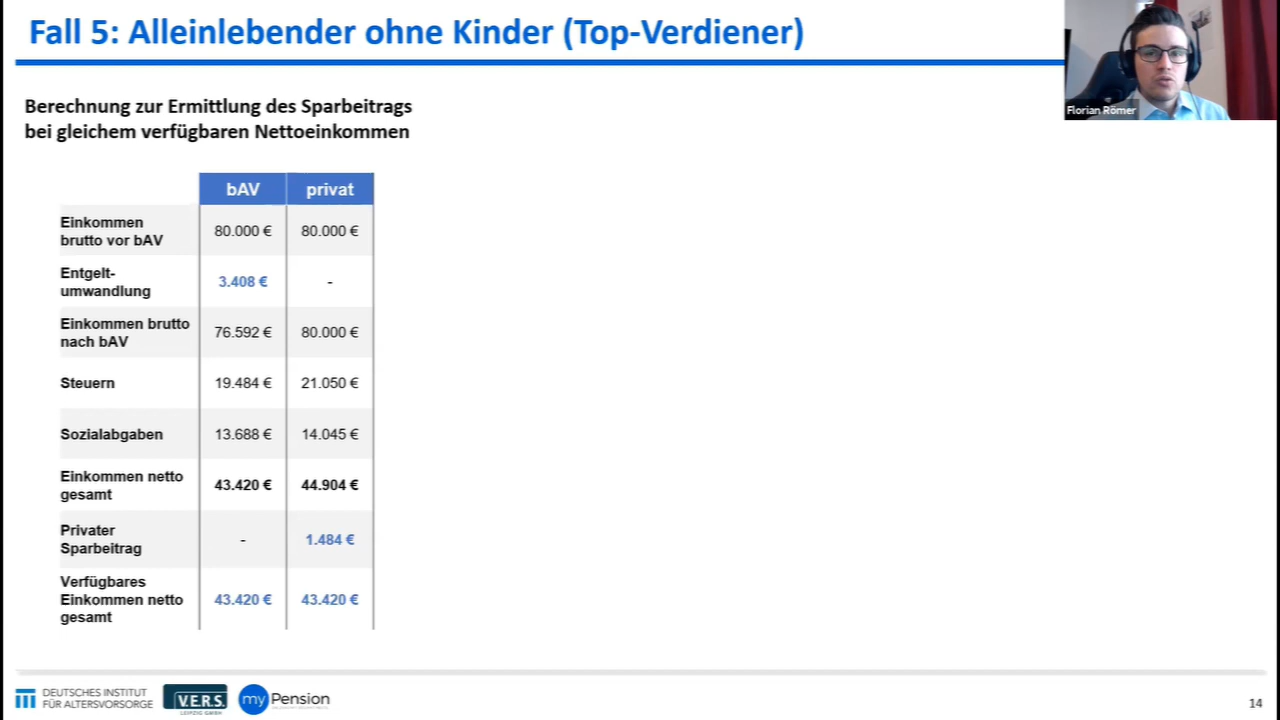 Fall 5: Alleinlebender ohne Kinder (Top-Verdiener)
Florian Römer
Berechnung zur Ermittlung des Sparbeitrags
bei gleichem verfügbaren Nettoeinkommen
bAV privat
Einkommen
brutto vor bAV 80.000 € 80.000 €
Entgelt-
umwandlung 3.408 € -
Einkommen brutto
nach bAV 76.592 € 80.000 €
Steuern 19.484 € 21.050 €
Sozialabgaben 13.688 € 14.045 €
Einkommen netto
gesamt 43.420 € 44.904 €
Privater
Sparbeitrag - 1.484 €
Verfügbares
Einkommen netto 43.420 € 43.420 €
gesamt
DEUTSCHES INSTITUT
FÜR ALTERSVORSORGE
V.E.R.S.
LEIPZIG GMBH
myPension
14